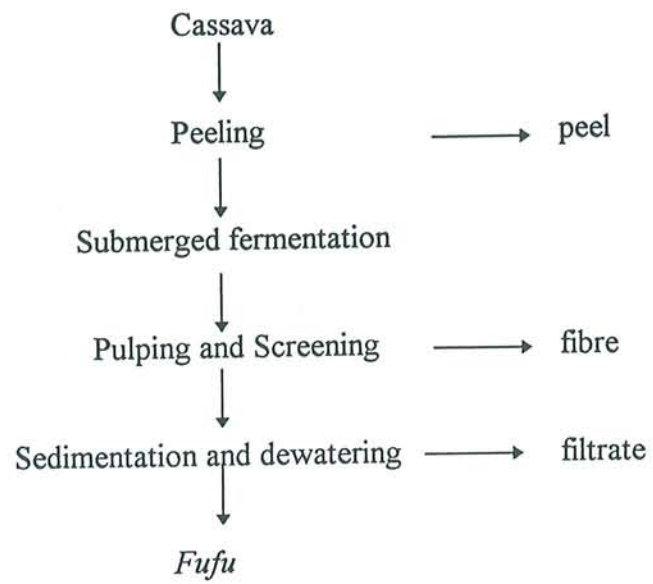 Cassava
Peeling peel
Submerged fermentation
Pulping and Screening fibre
Sedimentation and dewatering filtrate
Fufu